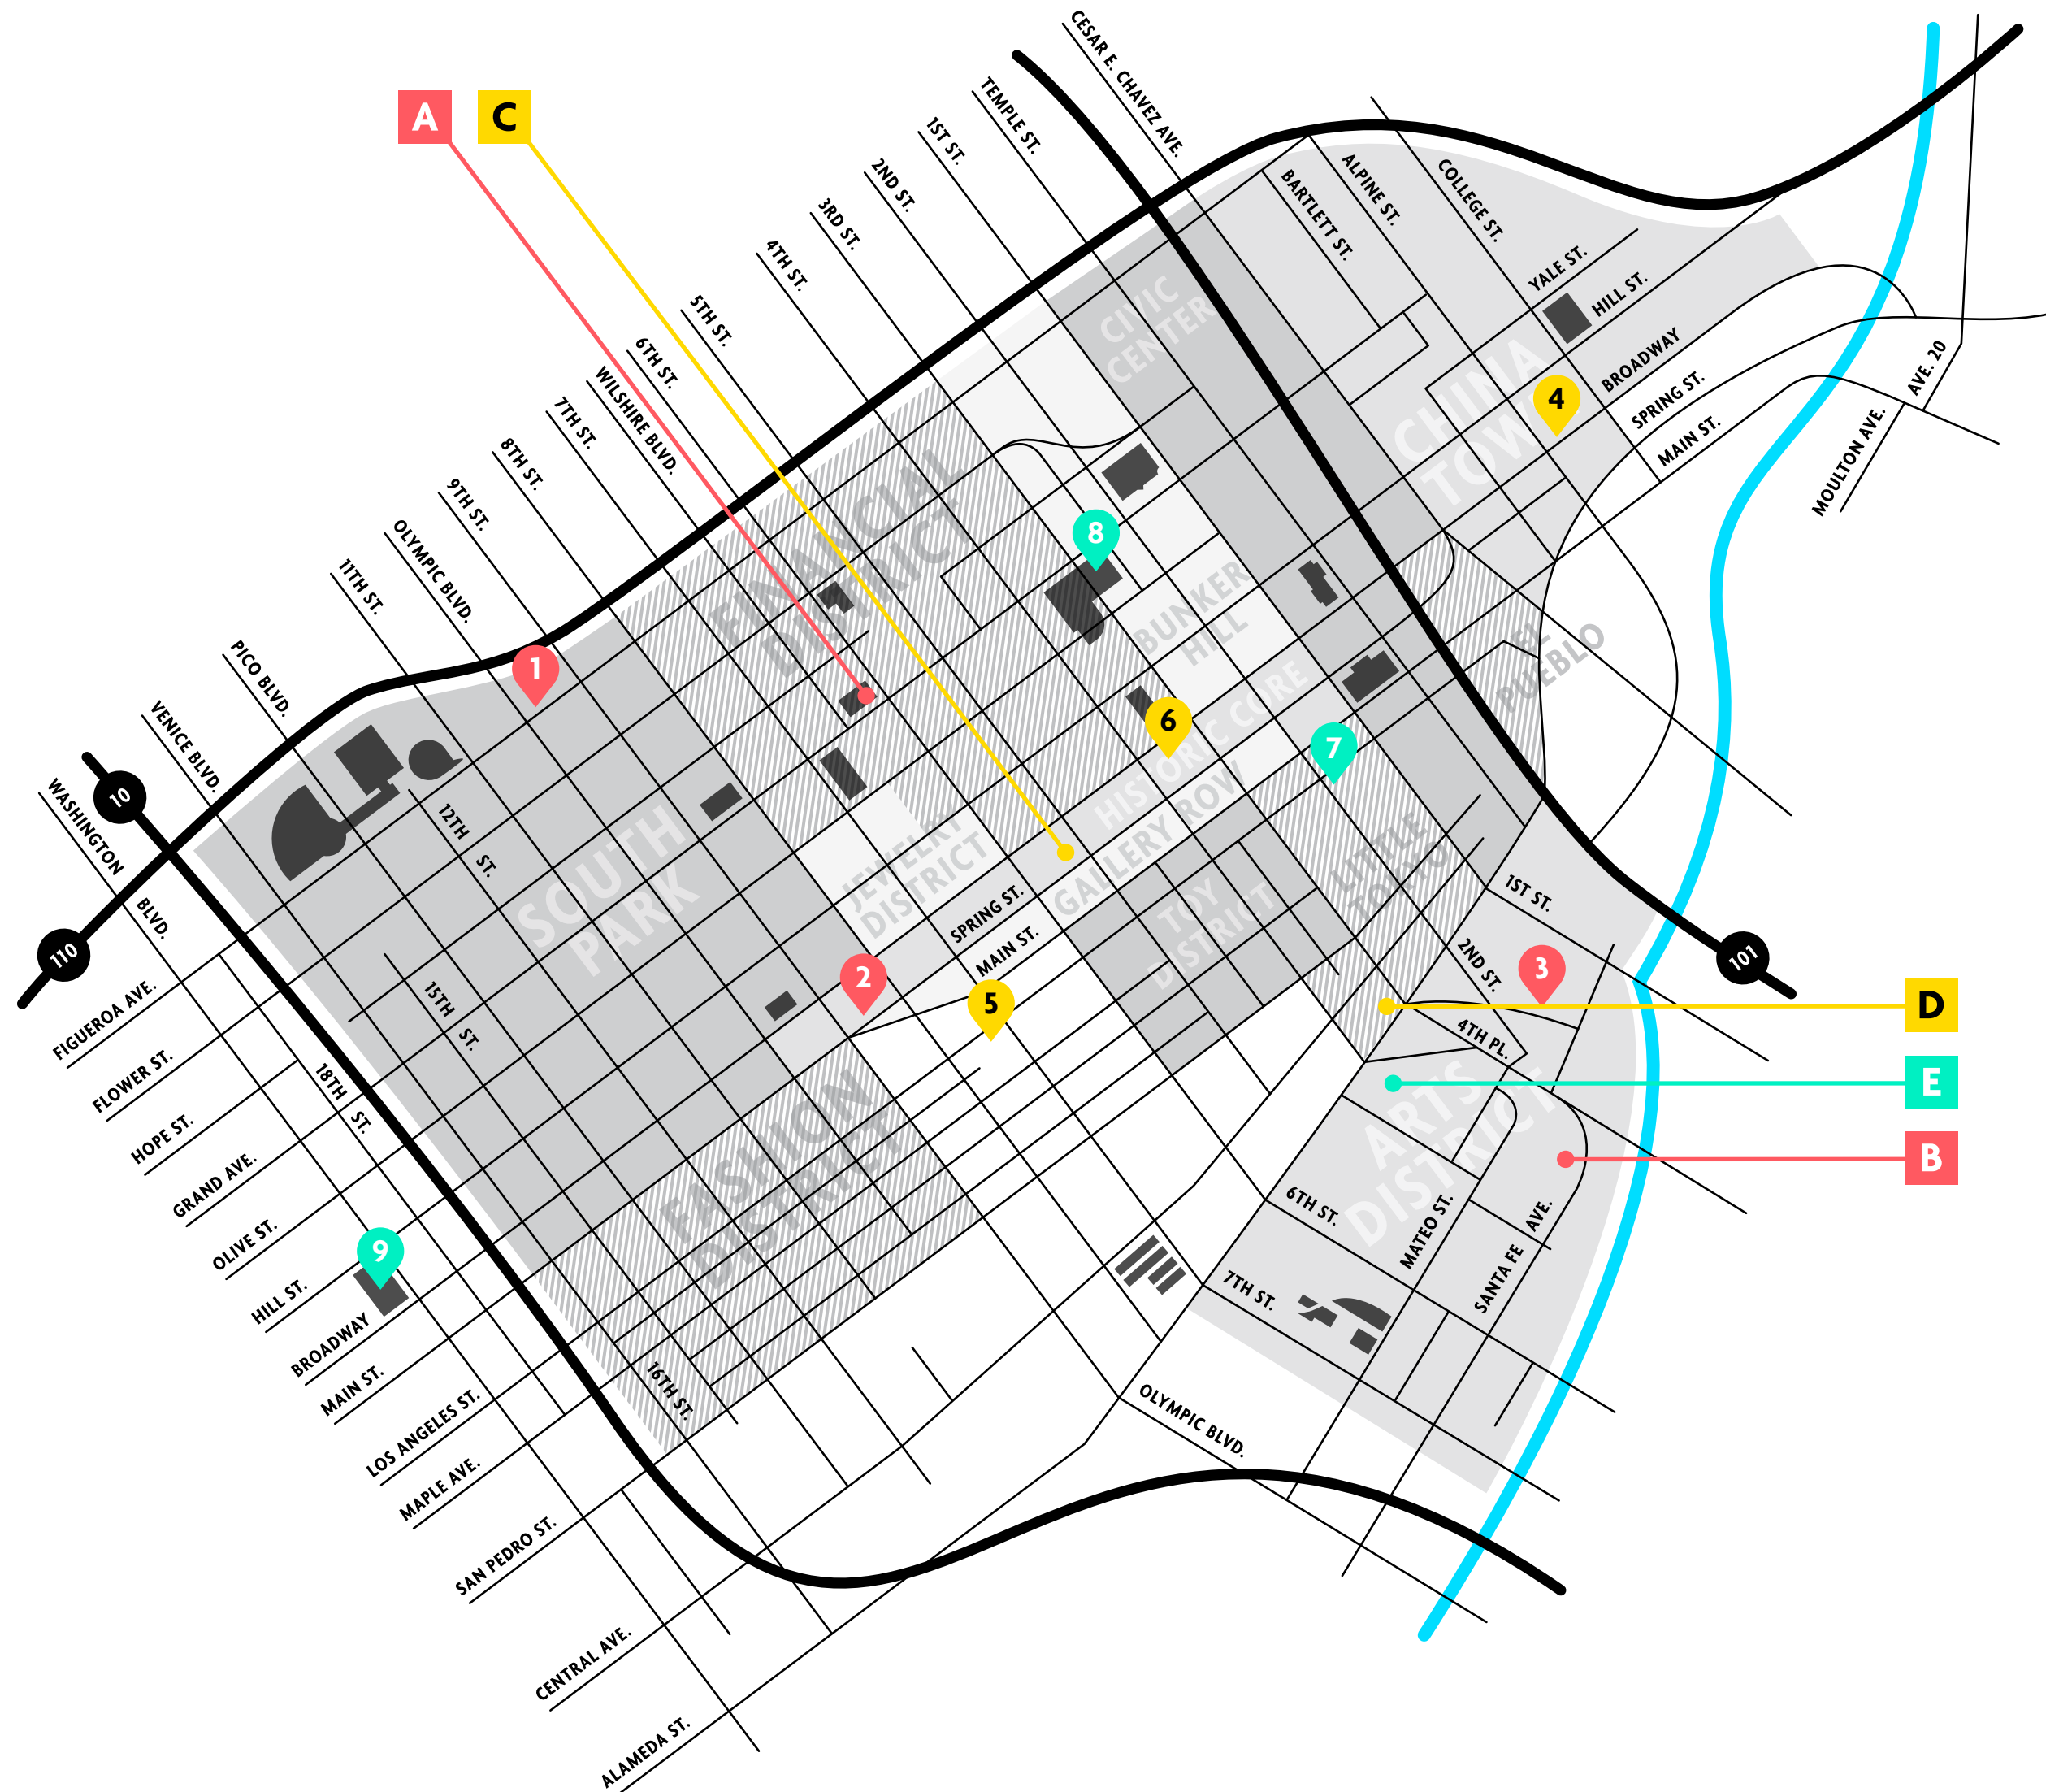 A
C
CESAR E. CHAVEZ AVE.
TEMPLE ST.
1ST ST.
2ND ST.
3RD ST.
4TH ST.
5TH ST.
6TH ST.
WILSHIRE BLVD.
7TH ST.
8TH ST.
9TH ST.
OLYMPIC BLVD.
11TH ST.
PICO BLVD.
VENICE BLVD.
WASHINGTON
BLVD.
BARTLETT ST.
ALPINE ST.
COLLEGE ST.
YALE ST.
HILL ST.
BROADWAY
SPRING ST.
MAIN ST.
AVE. 20
MOULTON AVE.
CIVIC
CENTER
CHINA
TOWN
4
FINANCIAL
DISTRICT
8
BUNKER
HILL
EL
PUEBLO
1
HISTORIC CORE
6
7
GALLERY ROW
10
110
12TH
ST.
SOUTH
PARK
JEWELRY
DISTRICT
SPRING ST.
MAIN ST.
TOY
DISTRICT
LITTLE
TOKYO
1ST ST.
2ND ST.
3
101
D
4TH PL.
E
ARTS
DISTRICT
B
2
5
15TH
ST.
18TH
ST.
FASHION
DISTRICT
6TH ST.
7TH ST.
MATEO ST.
SANTA FE
AVE.
16TH ST.
OLYMPIC BLVD.
9
FIGUEROA AVE.
FLOWER ST.
HOPE ST.
GRAND AVE.
OLIVE ST.
HILL ST.
BROADWAY
MAIN ST.
LOS ANGELES ST.
MAPLE AVE.
SAN PEDRO ST.
CENTRAL AVE.
ALAMEDA ST.